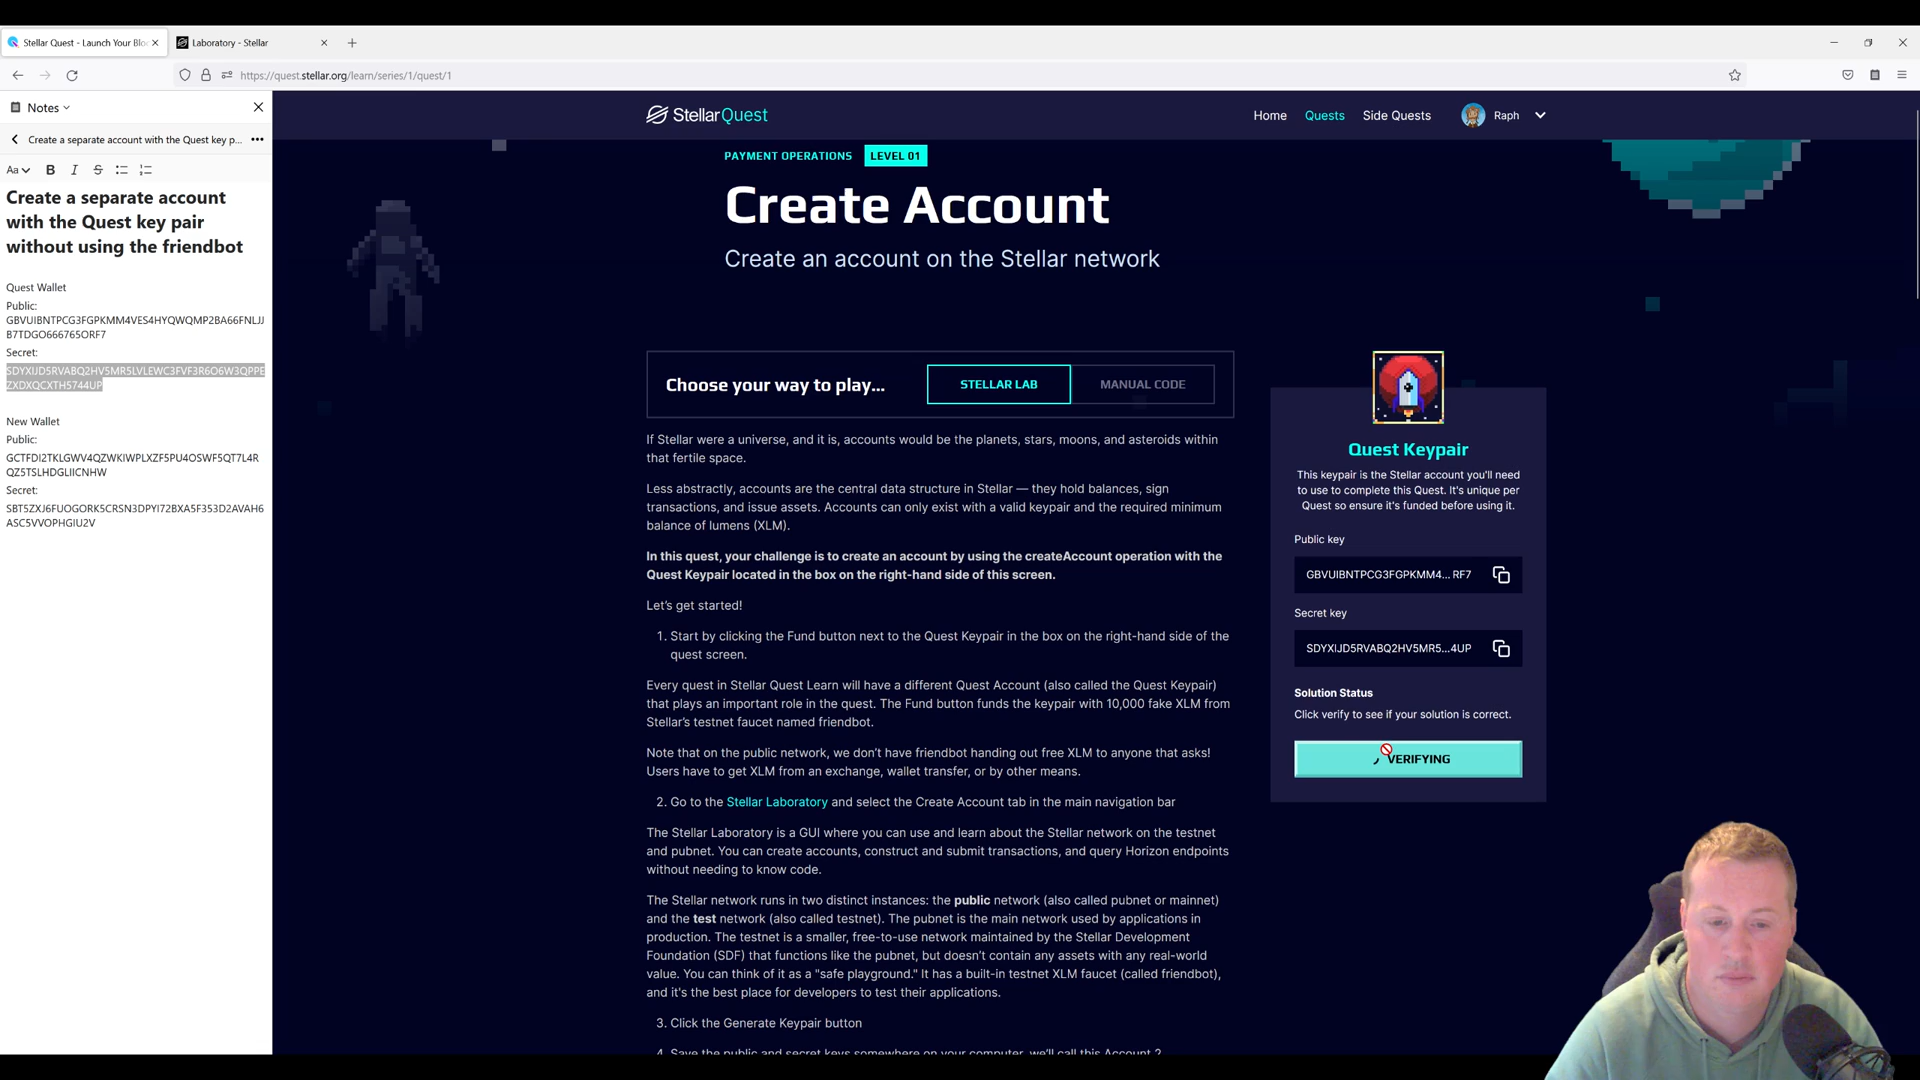 Stellar Quest - Launch Your Blo
Laboratory - Stellar
https://quest.stellar.org/learn/series/1/quest/1
Notes
Create a separate account with the Quest key p...
Aa
B
I
S
Create a separate account
with the Quest key pair
without using the friendbot
Quest Wallet
Public:
GBVUIBNTPCG3FGPKMM4VES4HYQWQMP2BA66FNLJJ
B7TDGO666765ORF7
Secret:
SDYXIJD5RVABQ2HV5MR5LVLEWC3FVF3R6O6W3QPPE
ZXDXQCXTH5744UP
New Wallet
Public:
GCTFDI2TKLGWV4QZWKIWPLXZF5PU4OSWF5QT7L4R
QZ5TSLHDGLIICNHW
Secret:
SBT5ZXJ6FUOGORK5CRSN3DPYI72BXA5F353D2AVAH6
ASC5VVOPHGIU2V
StellarQuest
Home
Quests
Side Quests
Raph
PAYMENT OPERATIONS
LEVEL 01
Create Account
Create an account on the Stellar network
Choose your way to play...
STELLAR LAB
MANUAL CODE
If Stellar were a universe, and it is, accounts would be the planets, stars, moons, and asteroids within
that fertile space.
Less abstractly, accounts are the central data structure in Stellar — they hold balances, sign
transactions, and issue assets. Accounts can only exist with a valid keypair and the required minimum
balance of lumens (XLM).
In this quest, your challenge is to create an account by using the createAccount operation with the
Quest Keypair located in the box on the right-hand side of this screen.
Let's get started!
1. Start by clicking the Fund button next to the Quest Keypair in the box on the right-hand side of the
quest screen.
Every quest in Stellar Quest Learn will have a different Quest Account (also called the Quest Keypair)
that plays an important role in the quest. The Fund button funds the keypair with 10,000 fake XLM from
Stellar's testnet faucet named friendbot.
Note that on the public network, we don't have friendbot handing out free XLM to anyone that asks!
Users have to get XLM from an exchange, wallet transfer, or by other means.
2. Go to the Stellar Laboratory and select the Create Account tab in the main navigation bar
The Stellar Laboratory is a GUI where you can use and learn about the Stellar network on the testnet
and pubnet. You can create accounts, construct and submit transactions, and query Horizon endpoints
without needing to know code.
The Stellar network runs in two distinct instances: the public network (also called pubnet or mainnet)
and the test network (also called testnet). The pubnet is the main network used by applications in
production. The testnet is a smaller, free-to-use network maintained by the Stellar Development
Foundation (SDF) that functions like the pubnet, but doesn't contain any assets with any real-world
value. You can think of it as a "safe playground." It has a built-in testnet XLM faucet (called friendbot),
and it's the best place for developers to test their applications.
3. Click the Generate Keypair button
4. Save the public and secret keys somewhere on your computer, we'll call this Account 2
Quest Keypair
This keypair is the Stellar account you'll need
to use to complete this Quest. It's unique per
Quest so ensure it's funded before using it.
Public key
GBVUIBNTPCG3FGPKMM4... RF7
Secret key
SDYXIJD5RVABQ2HV5MR5...4UP
Solution Status
Click verify to see if your solution is correct.
VERIFYING